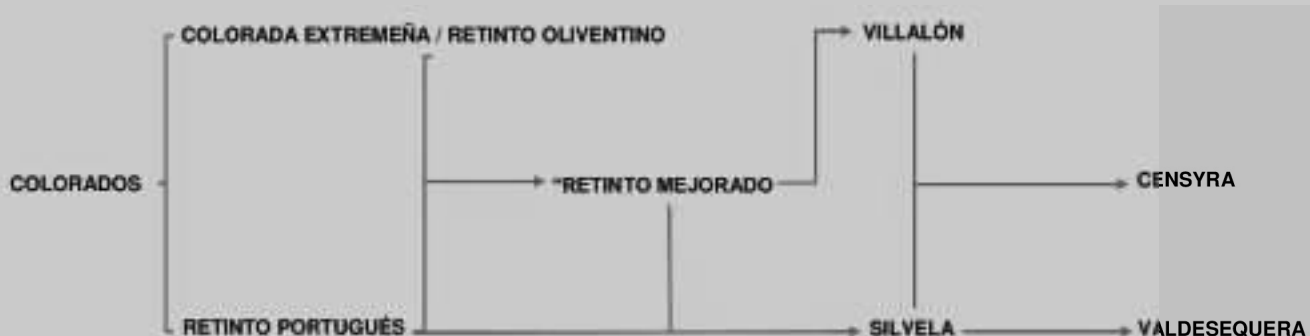 COLORADA EXTREMEÑA / RETINTO OLIVENTINO
VILLALÓN
COLORADOS
"RETINTO MEJORADO
CENSYRA
RETINTO PORTUGUÉS
SILVELA
VALDESEQUERA